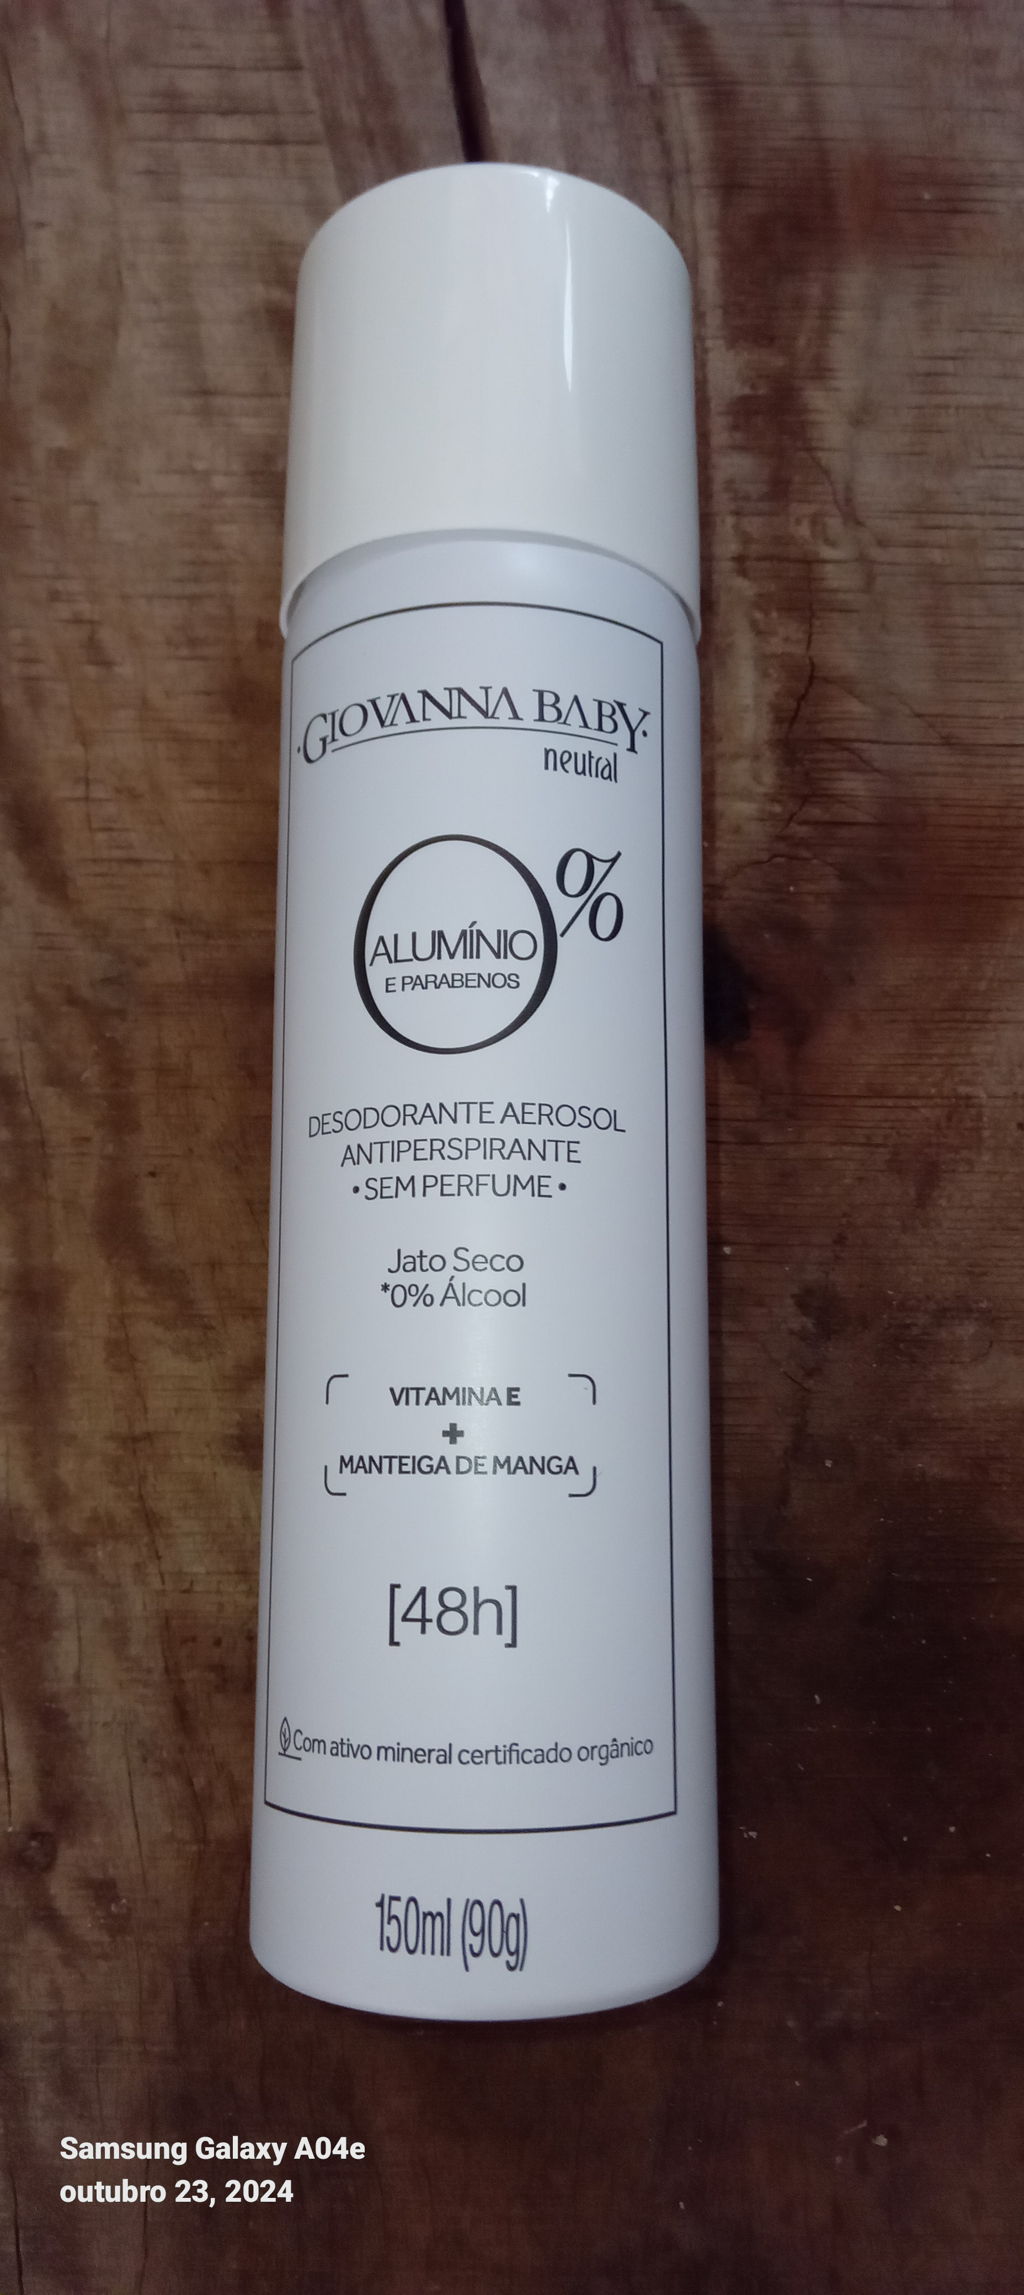 ·GIOVANNA BABY·
neutral
0%
ALUMÍNIO
E PARABENOS
DESODORANTE AEROSOL
ANTIPERSPIRANTE
•SEM PERFUME•
Jato Seco
*0% Álcool
VITAMINA E
+
MANTEIGA DE MANGA
[48h]
Com ativo mineral certificado orgânico
150ml (90g)
Samsung Galaxy A04e
outubro 23, 2024